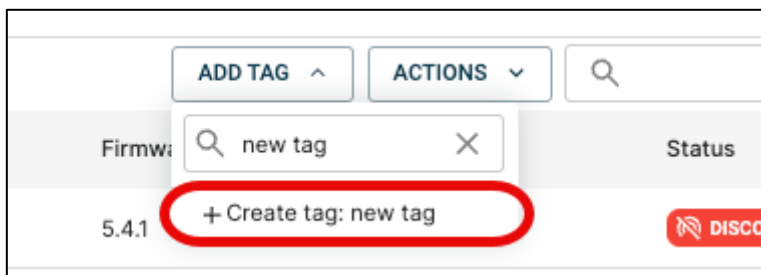 ADD TAG
ACTIONS
new tag
Firmwa
Status
+ Create tag: new tag
5.4.1
DISCO